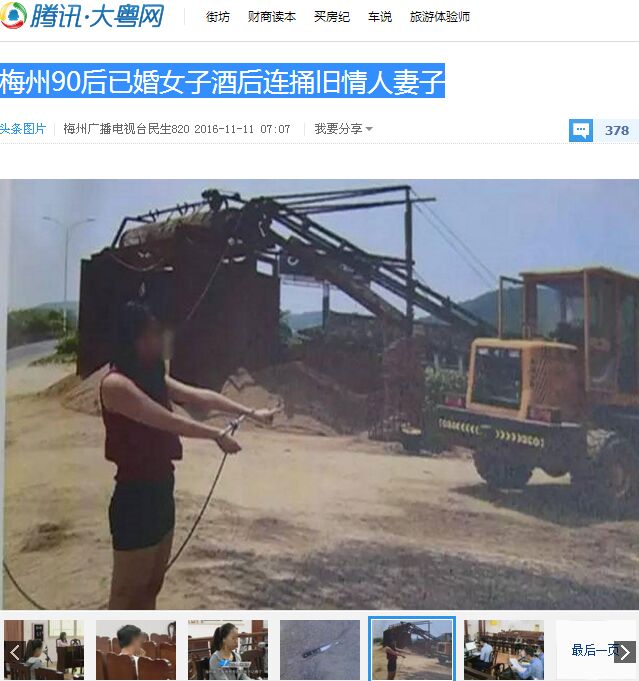 腾讯·大粤网 街坊 财商读本 买房纪 车说 旅游体验师
梅州90后已婚女子酒后连捅旧情人妻子
头条图片 梅州广播电视台民生820 2016-11-11 07:07 我要分享 378
最后一页